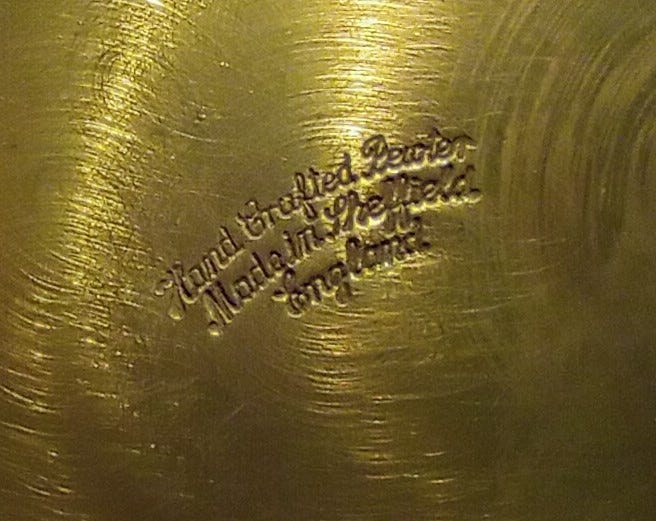 Hand Crafted Pewter
Made in Sheffield
England.